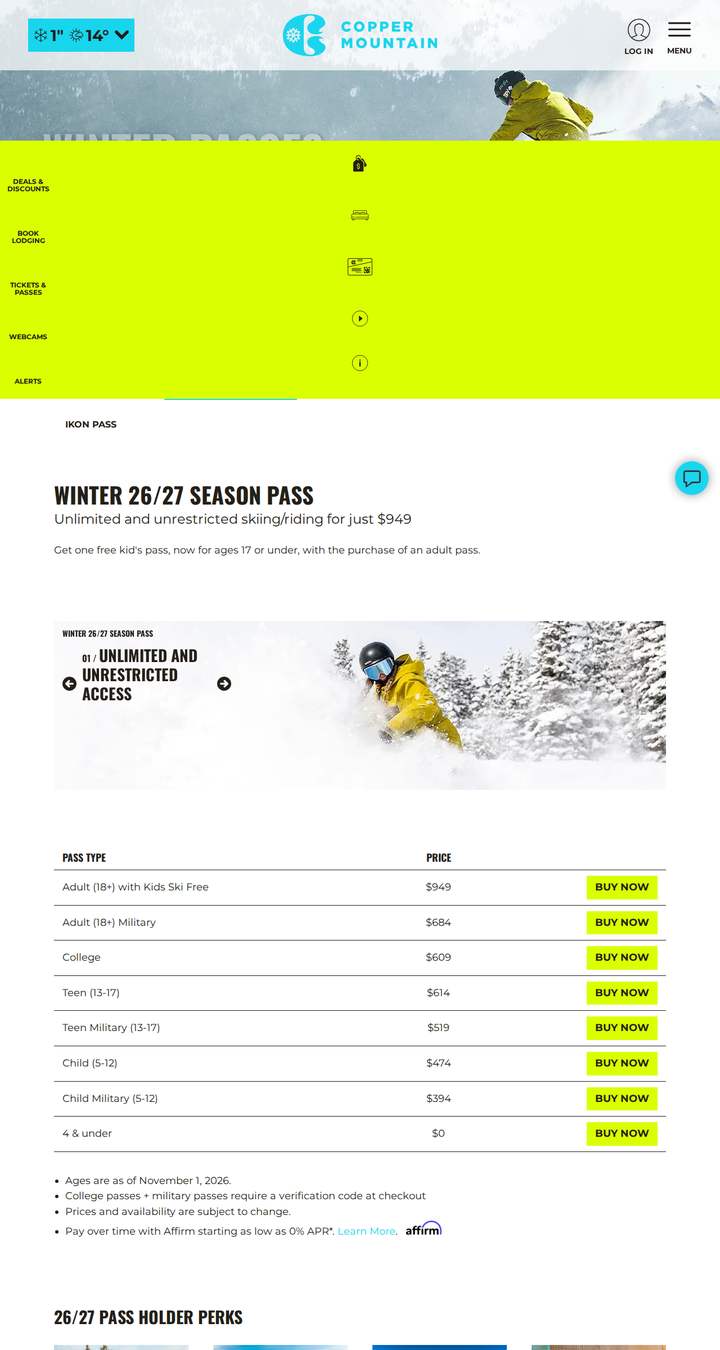 1" 14°
COPPER
MOUNTAIN
LOG IN
MENU
WINTER PASSES
DEALS &
DISCOUNTS
BOOK
LODGING
TICKETS &
PASSES
WEBCAMS
ALERTS
IKON PASS
WINTER 26/27 SEASON PASS
Unlimited and unrestricted skiing/riding for just $949
Get one free kid's pass, now for ages 17 or under, with the purchase of an adult pass.
WINTER 26/27 SEASON PASS
01 / UNLIMITED AND
UNRESTRICTED
ACCESS
PASS TYPE PRICE
Adult (18+) with Kids Ski Free $949 BUY NOW
Adult (18+) Military $684 BUY NOW
College $609 BUY NOW
Teen (13-17) $614 BUY NOW
Teen Military (13-17) $519 BUY NOW
Child (5-12) $474 BUY NOW
Child Military (5-12) $394 BUY NOW
4 & under $0 BUY NOW
• Ages are as of November 1, 2026.
• College passes + military passes require a verification code at checkout
• Prices and availability are subject to change.
• Pay over time with Affirm starting as low as 0% APR*. Learn More. affirm
26/27 PASS HOLDER PERKS